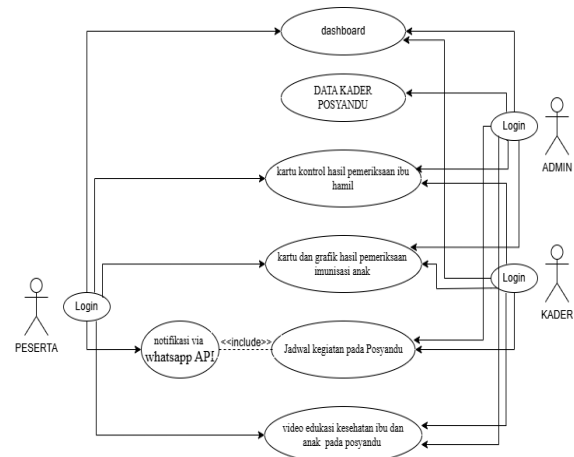 dashboard
DATA KADER
POSYANDU
Login
ADMIN
kartu kontrol hasil pemeriksaan ibu
hamil
kartu dan grafik hasil pemeriksaan
imunisasi anak
Login
KADER
Login
PESERTA
notifikasi via
whatsapp API
<<include>>
Jadwal kegiatan pada Posyandu
video edukasi kesehatan ibu dan
anak pada posyandu